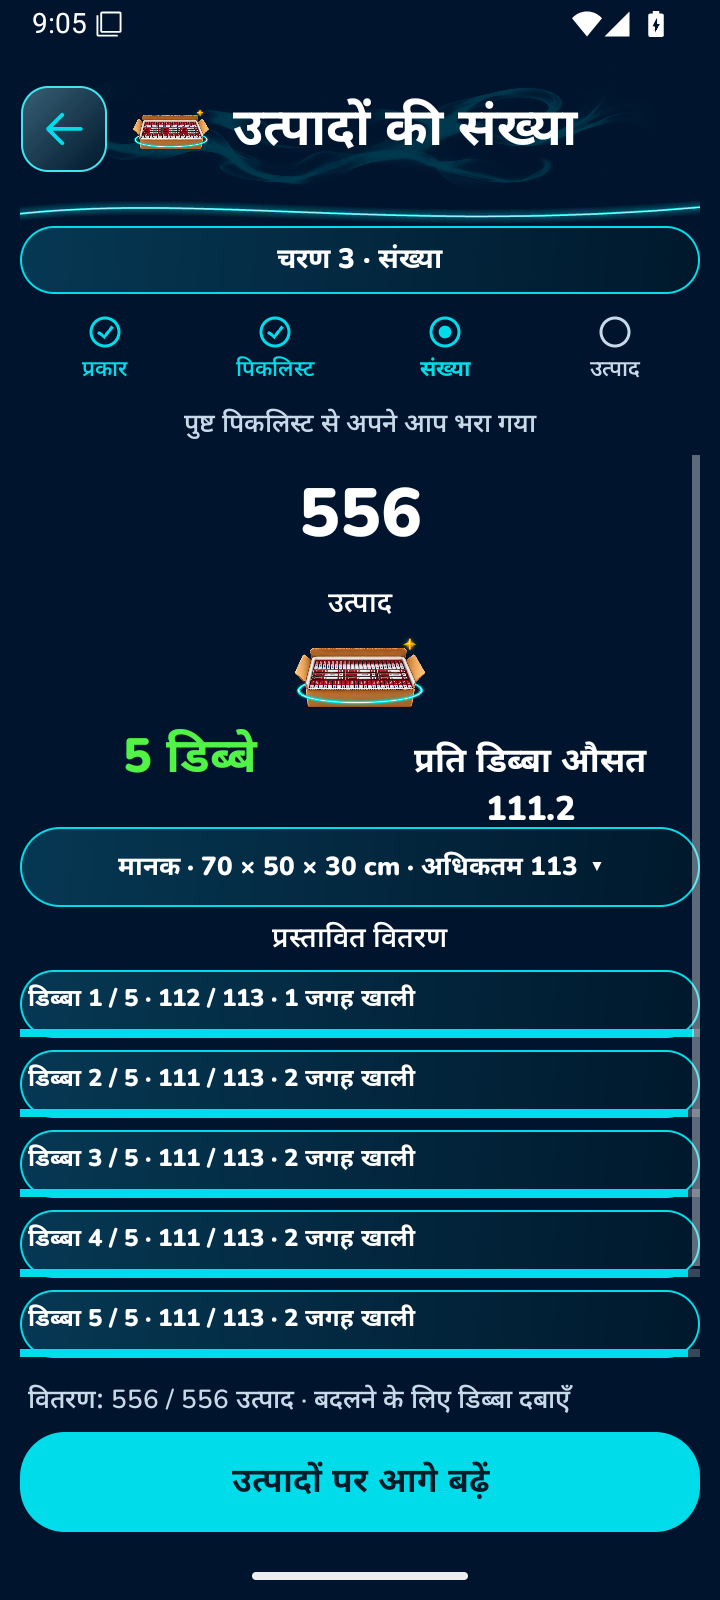 9:05
उत्पादों की संख्या
चरण 3 · संख्या
प्रकार
पिकलिस्ट
संख्या
उत्पाद
पुष्ट पिकलिस्ट से अपने आप भरा गया
556
उत्पाद
5 डिब्बे
प्रति डिब्बा औसत
111.2
मानक · 70 × 50 × 30 cm · अधिकतम 113 ▼
प्रस्तावित वितरण
डिब्बा 1 / 5 · 112 / 113 · 1 जगह खाली
डिब्बा 2 / 5 · 111 / 113 · 2 जगह खाली
डिब्बा 3 / 5 · 111 / 113 · 2 जगह खाली
डिब्बा 4 / 5 · 111 / 113 · 2 जगह खाली
डिब्बा 5 / 5 · 111 / 113 · 2 जगह खाली
वितरण: 556 / 556 उत्पाद · बदलने के लिए डिब्बा दबाएँ
उत्पादों पर आगे बढ़ें